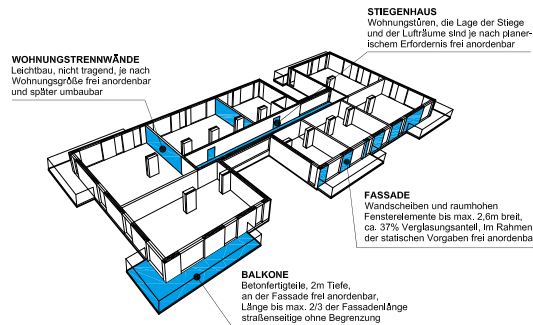 STIEGENHAUS
Wohnungstüren, die Lage der Stiege
und der Lufträume sind je nach planer-
ischem Erfordernis frei anordenbar
WOHNUNGSTRENNWÄNDE
Leichtbau, nicht tragend, je nach
Wohnungsgröße frei anordenbar
und später umbaubar
FASSADE
Wandscheiben und raumhohen
Fensterelemente bis max. 2,6m breit,
ca. 37% Verglasungsantell, Im Rahmen
der statischen Vorgaben frei anordenba
BALKONE
Betonfertigteile, 2m Tiefe,
an der Fassade frei anordenbar,
Länge bis max. 2/3 der Fassadenlänge
straßenseitige ohne Begrenzung